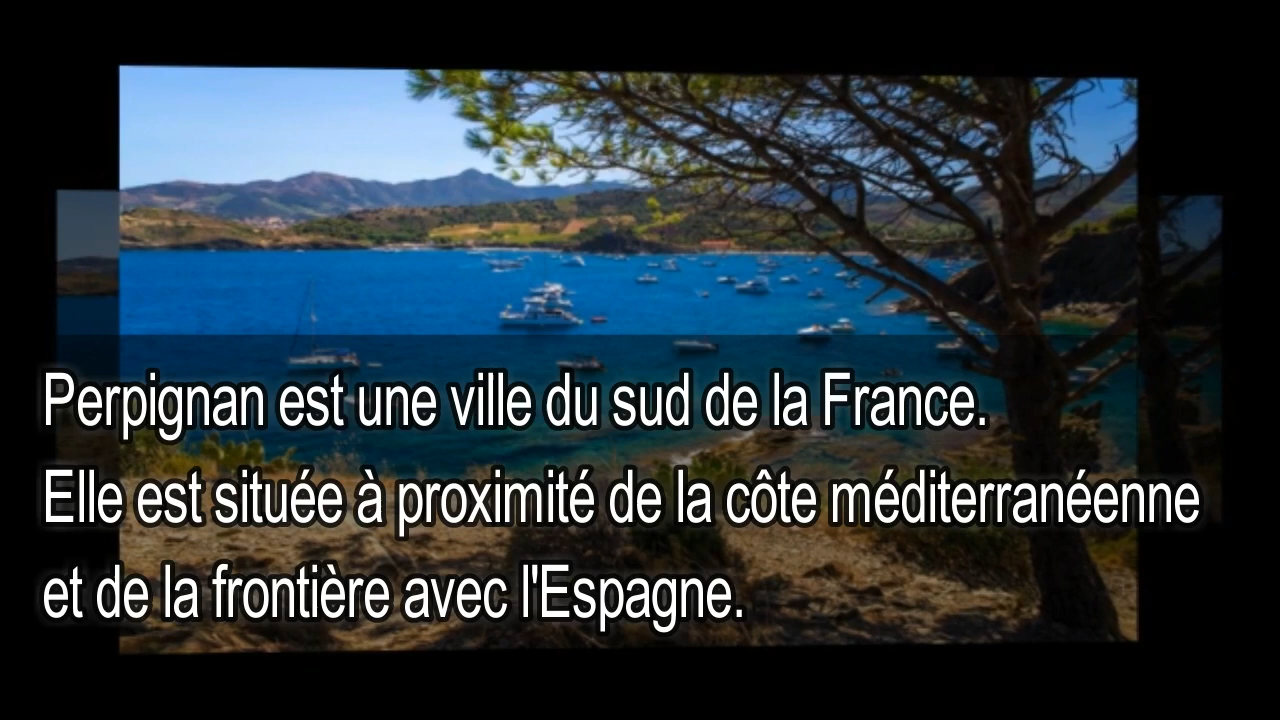 Perpignan est une ville du sud de la France.
Elle est située à proximité de la côte méditerranéenne
et de la frontière avec l'Espagne.